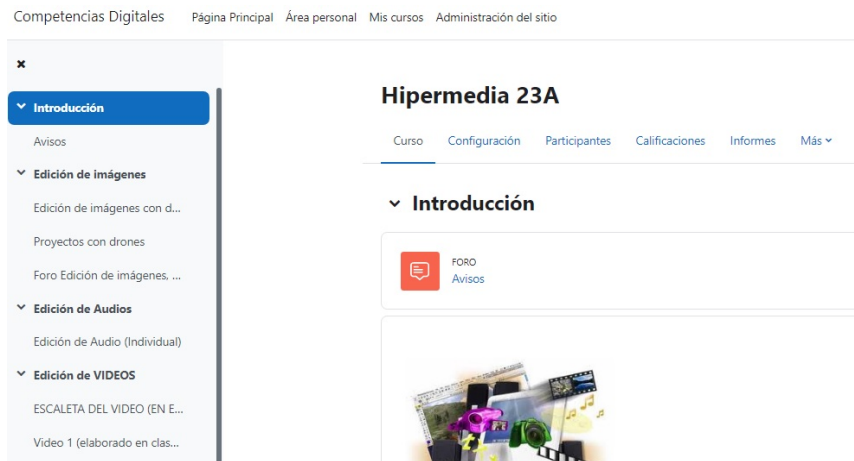 Competencias Digitales Página Principal Área personal Mis cursos Administración del sitio
Introducción
Avisos
Edición de imágenes
Edición de imágenes con d...
Proyectos con drones
Foro Edición de imágenes, ...
Edición de Audios
Edición de Audio (Individual)
Edición de VIDEOS
ESCALETA DEL VIDEO (EN E...
Video 1 (elaborado en clas...
Hipermedia 23A
Curso Configuración Participantes Calificaciones Informes Más
Introducción
FORO
Avisos